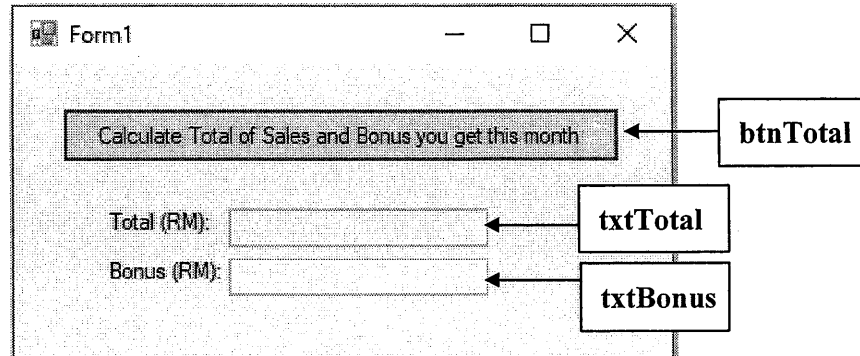 Form1
Calculate Total of Sales and Bonus you get this month
btnTotal
Total (RM):
txtTotal
Bonus (RM):
txtBonus